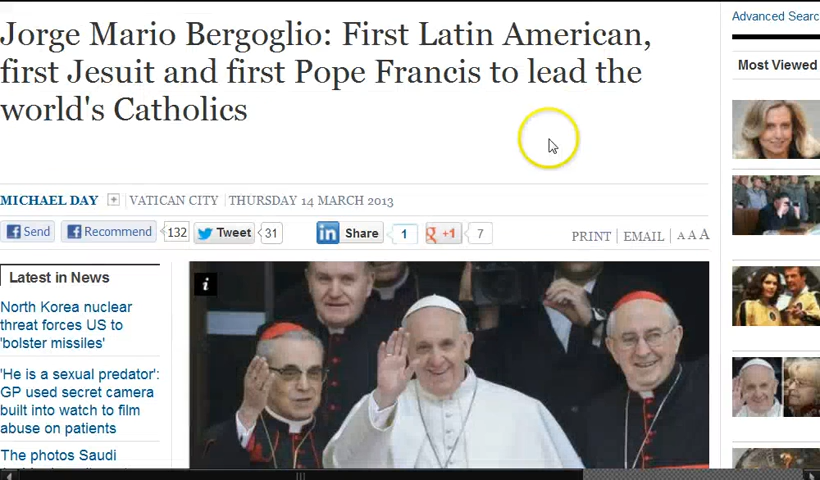 Jorge Mario Bergoglio: First Latin American,
first Jesuit and first Pope Francis to lead the
world's Catholics
Advanced Searc
Most Viewed
MICHAEL DAY + VATICAN CITY THURSDAY 14 MARCH 2013
Send Recommend 132 Tweet 31 in Share 1 g +1 7 PRINT EMAIL A A A
Latest in News
i
North Korea nuclear
threat forces US to
'bolster missiles'
'He is a sexual predator':
GP used secret camera
built into watch to film
abuse on patients
The photos Saudi